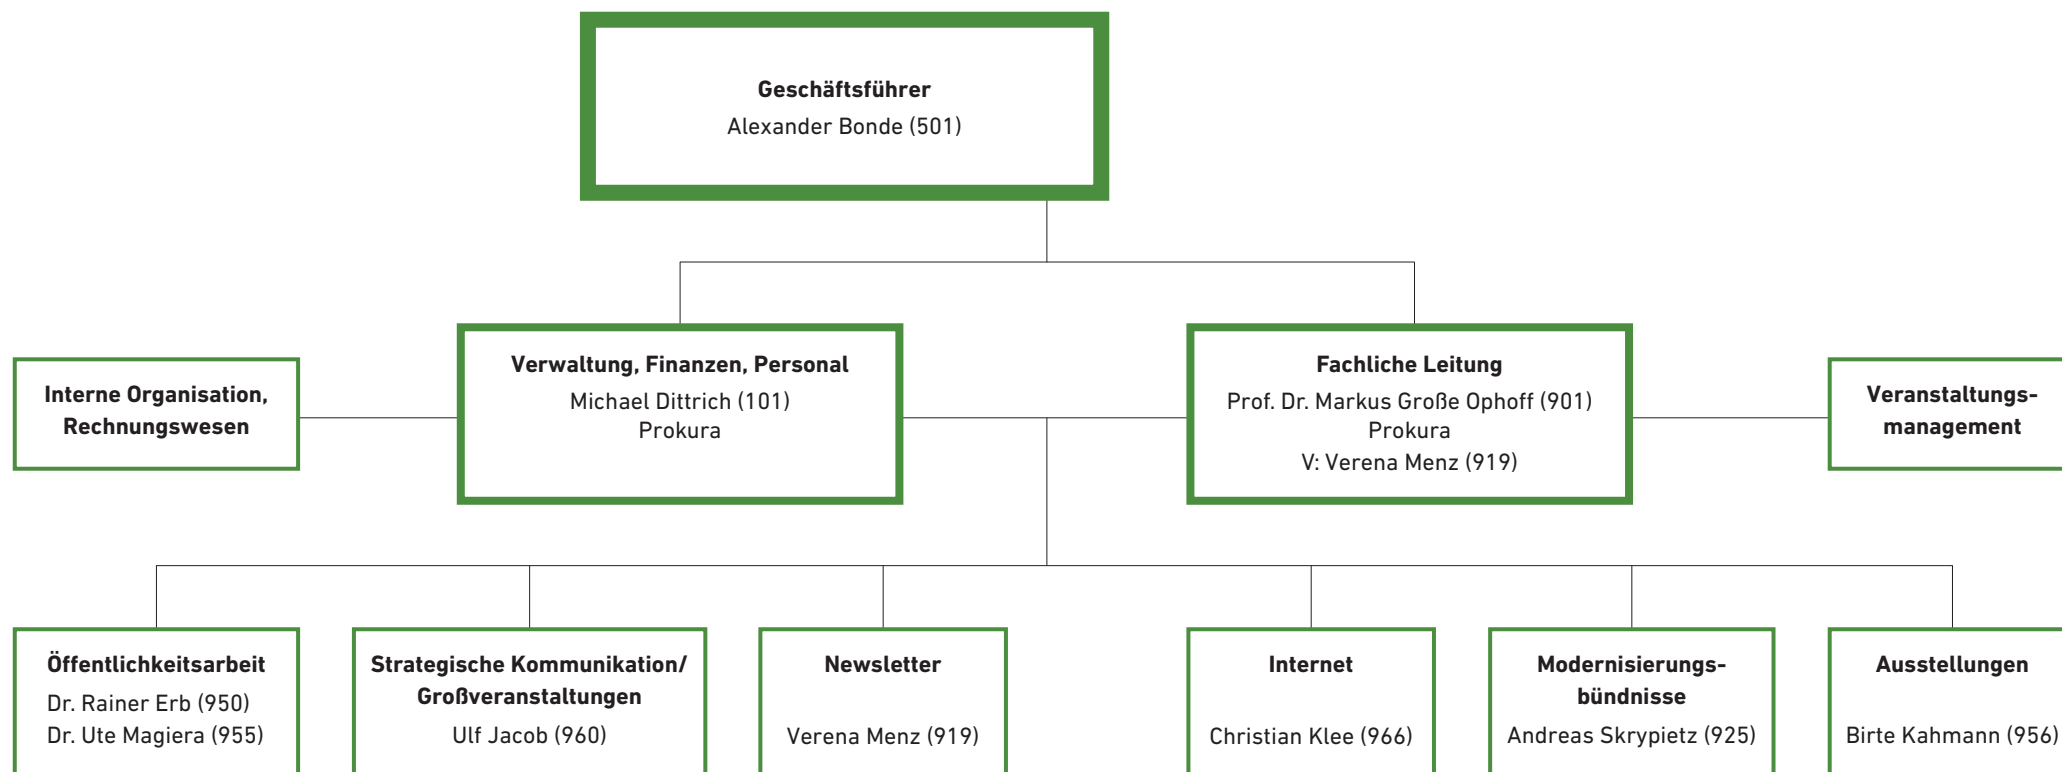 Geschäftsführer
Alexander Bonde (501)
Interne Organisation,
Rechnungswesen
Verwaltung, Finanzen, Personal
Michael Dittrich (101)
Prokura
Fachliche Leitung
Prof. Dr. Markus Große Ophoff (901)
Prokura
V: Verena Menz (919)
Veranstaltungs-
management
Öffentlichkeitsarbeit
Dr. Rainer Erb (950)
Dr. Ute Magiera (955)
Strategische Kommunikation/
Großveranstaltungen
Ulf Jacob (960)
Newsletter
Verena Menz (919)
Internet
Christian Klee (966)
Modernisierungs-
bündnisse
Andreas Skrypietz (925)
Ausstellungen
Birte Kahmann (956)